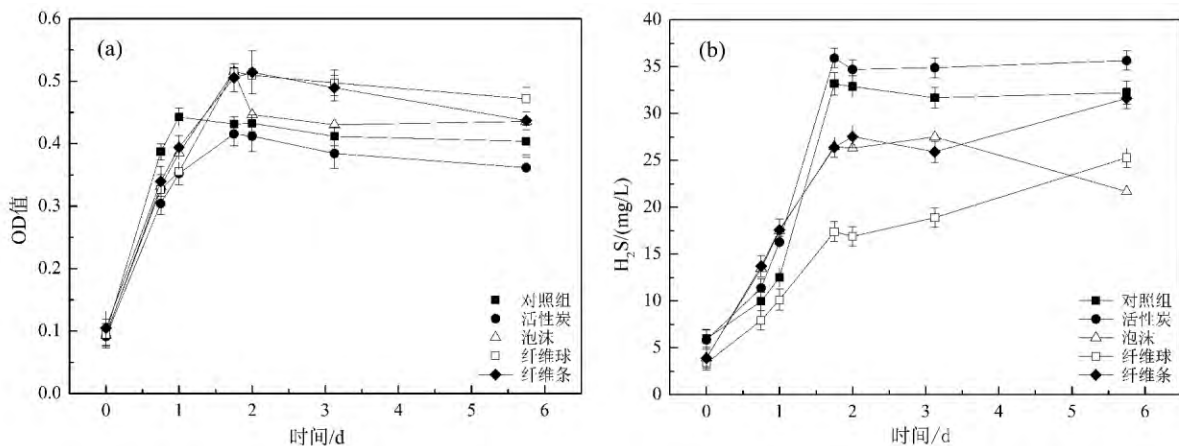 (a)
0.6
0.5
0.4
0.3
0.2
0.1
0.0
OD值
0 1 2 3 4 5 6
时间/d
对照组
活性炭
泡沫
纤维球
纤维条
(b)
40
35
30
25
20
15
10
5
0
H₂S/(mg/L)
0 1 2 3 4 5 6
时间/d
对照组
活性炭
泡沫
纤维球
纤维条